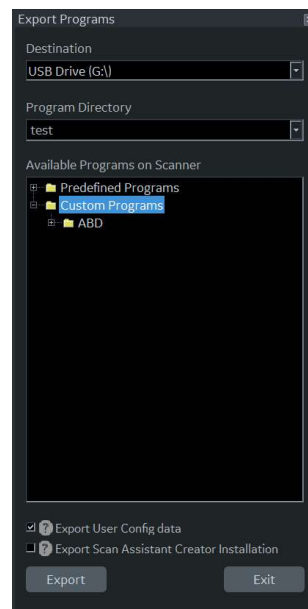 Export Programs
Destination
USB Drive (G:\)
Program Directory
test
Available Programs on Scanner
Predefined Programs
Custom Programs
ABD
? Export User Config data
? Export Scan Assistant Creator Installation
Export Exit